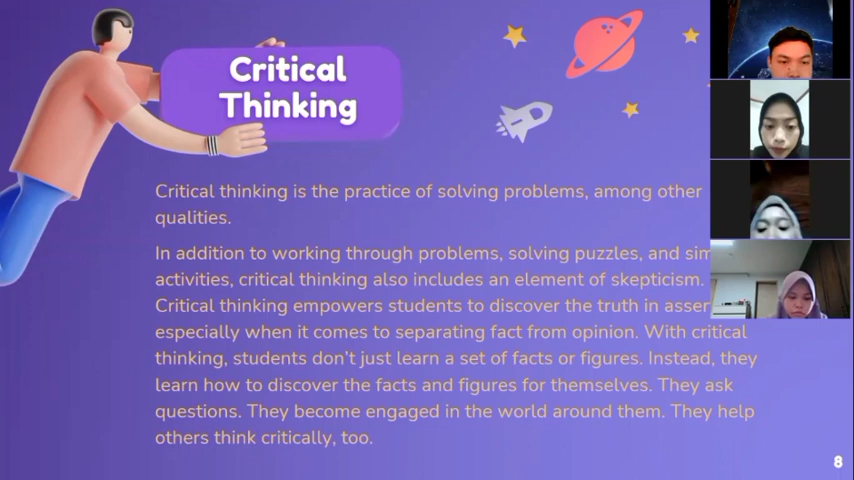 Critical
Thinking
Critical thinking is the practice of solving problems, among other
qualities.
In addition to working through problems, solving puzzles, and
activities, critical thinking also includes an element of skepticism.
Critical thinking empowers students to discover the truth in
especially when it comes to separating fact from opinion. With critical
thinking, students don't just learn a set of facts or figures. Instead, they
learn how to discover the facts and figures for themselves. They ask
questions. They become engaged in the world around them. They help
others think critically, too.
8